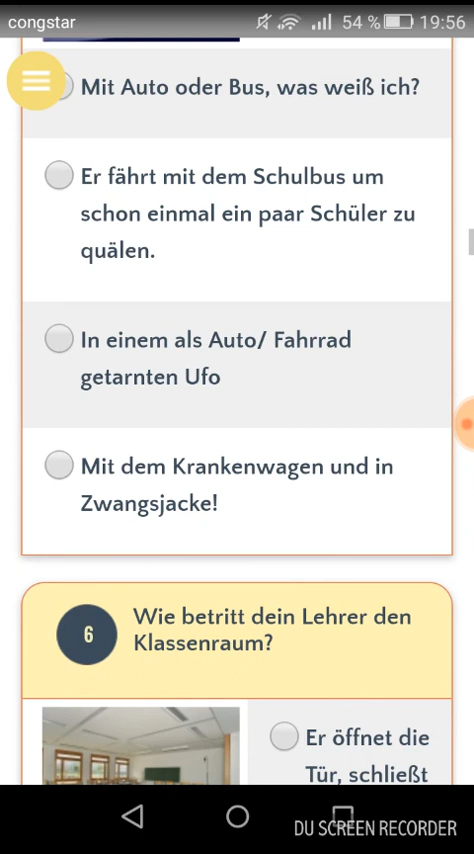 congstar 54 % 19:56
Mit Auto oder Bus, was weiß ich?
Er fährt mit dem Schulbus um
schon einmal ein paar Schüler zu
quälen.
In einem als Auto/ Fahrrad
getarnten Ufo
Mit dem Krankenwagen und in
Zwangsjacke!
6
Wie betritt dein Lehrer den
Klassenraum?
Er öffnet die
Tür, schließt
DU SCREEN RECORDER